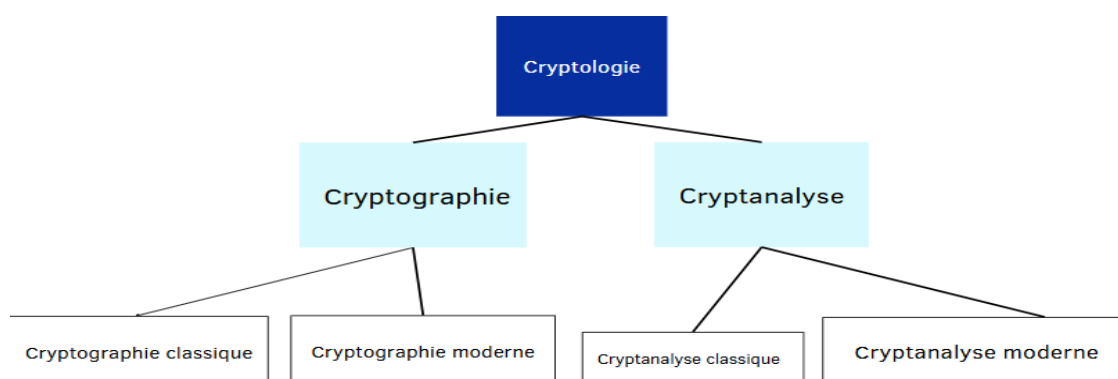 Cryptologie
Cryptographie
Cryptanalyse
Cryptographie classique
Cryptographie moderne
Cryptanalyse classique
Cryptanalyse moderne